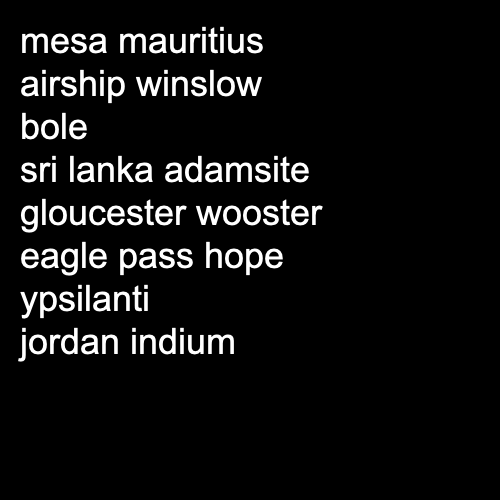 mesa mauritius
airship winslow
bole
sri lanka adamsite
gloucester wooster
eagle pass hope
ypsilanti
jordan indium